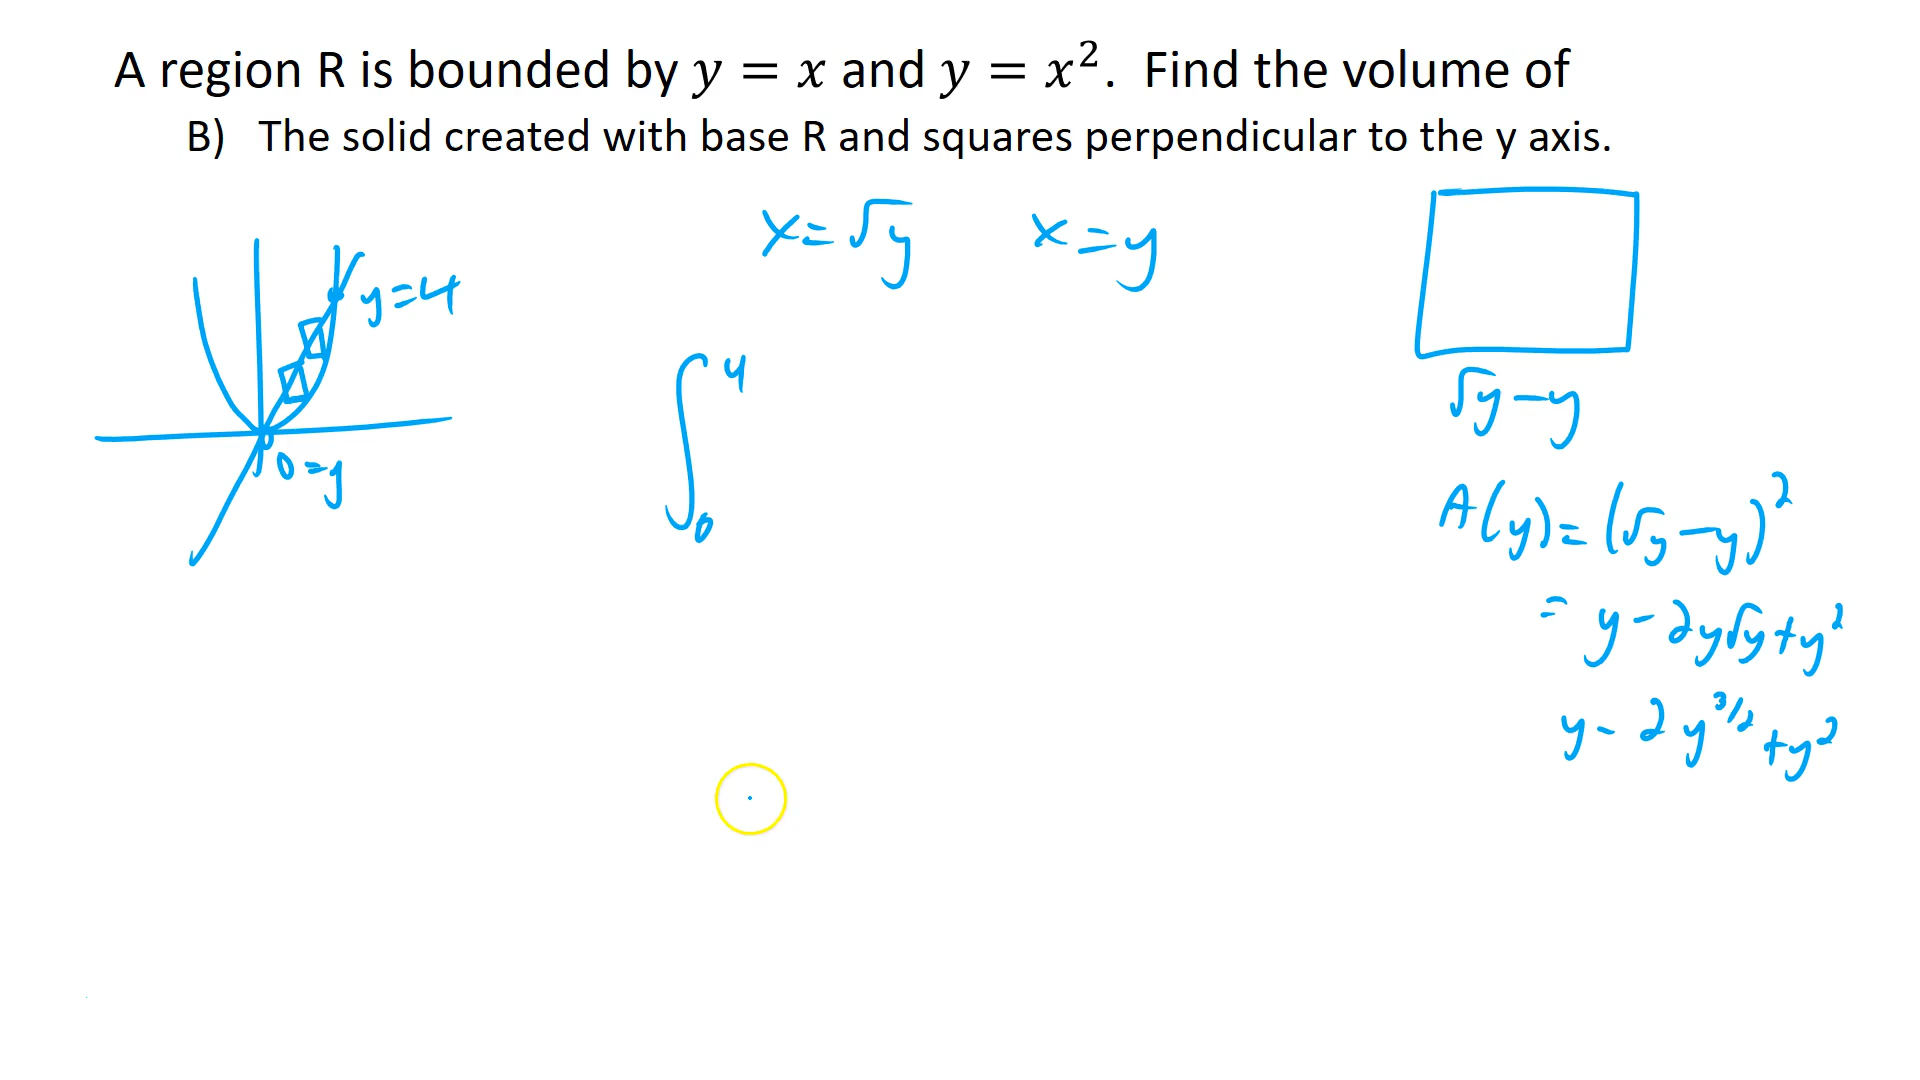 A region R is bounded by y = x and y = x². Find the volume of
B) The solid created with base R and squares perpendicular to the y axis.
x=√y x=y
y=4
∫₀⁴
0=y
√y-y
A(y)=(√y-y)²
= y-2y√y+y²
y-2y^3/2+y²